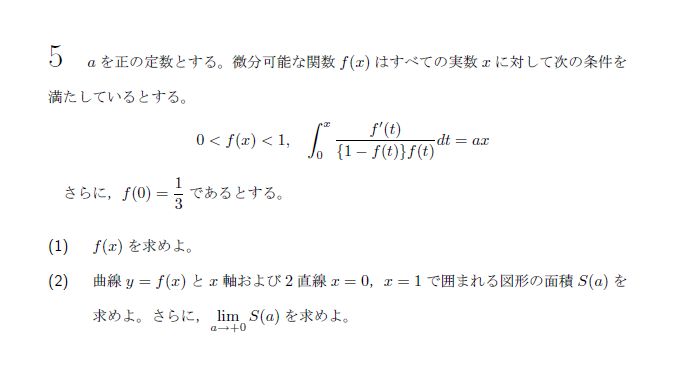 5 aを正の定数とする。微分可能な関数 f(x) はすべての実数 x に対して次の条件を
満たしているとする。
0 < f(x) < 1, ∫_0^x f′(t)/({1 − f(t)}f(t)) dt = ax
さらに，f(0) = 1/3 であるとする。
(1) f(x) を求めよ。
(2) 曲線 y = f(x) と x 軸および 2 直線 x = 0, x = 1 で囲まれる図形の面積 S(a) を
求めよ。さらに，lim_{a→+0} S(a) を求めよ。